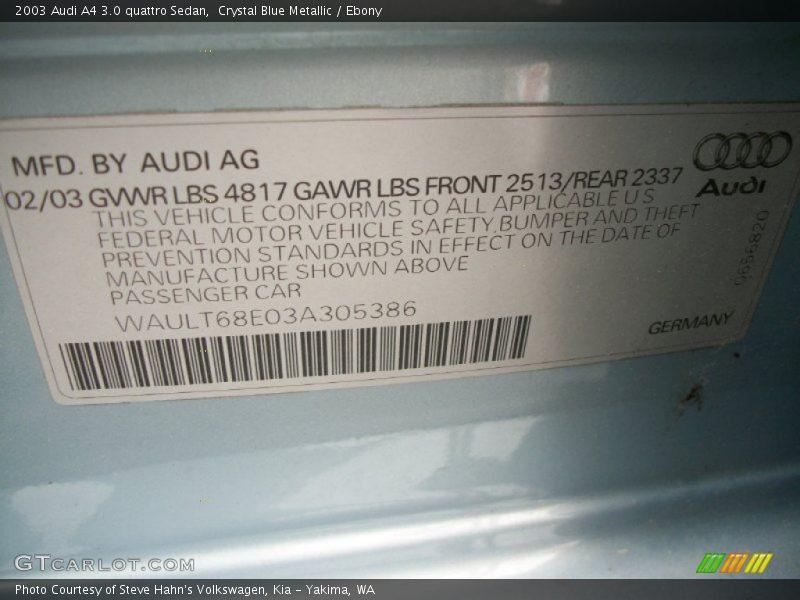 2003 Audi A4 3.0 quattro Sedan,  Crystal Blue Metallic / Ebony
MFD. BY AUDI AG
02/03 GVWR LBS 4817 GAWR LBS FRONT 2513/REAR 2337
THIS VEHICLE CONFORMS TO ALL APPLICABLE U S
FEDERAL MOTOR VEHICLE SAFETY,BUMPER AND THEFT
PREVENTION STANDARDS IN EFFECT ON THE DATE OF
MANUFACTURE SHOWN ABOVE
PASSENGER CAR
WAULT68E03A305386
Audi
0656820
GERMANY
GTCARLOT.COM
Photo Courtesy of Steve Hahn's Volkswagen, Kia – Yakima, WA